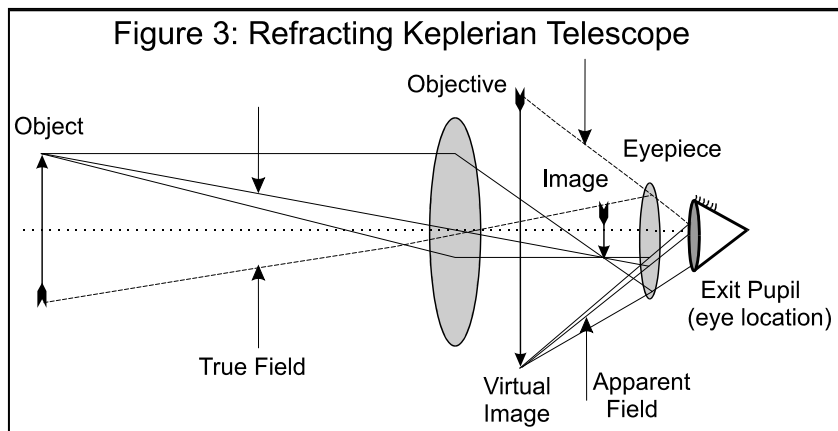 Figure 3: Refracting Keplerian Telescope
Objective
Object
Eyepiece
Image
Exit Pupil
(eye location)
True Field
Virtual
Image
Apparent
Field